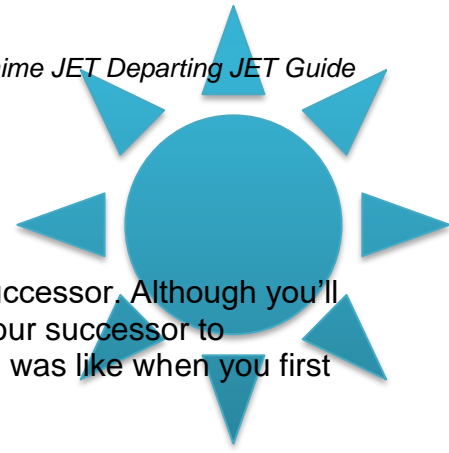 ime JET Departing JET Guide
uccessor. Although you’ll
our successor to
was like when you first